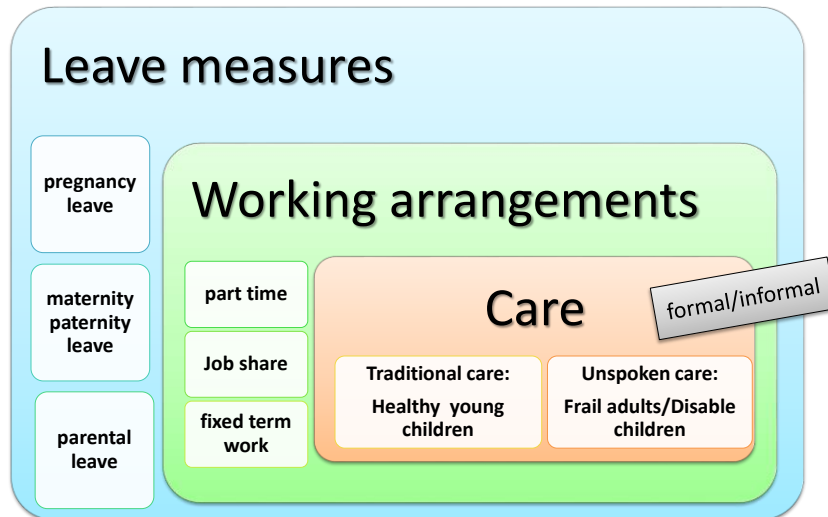 Leave measures
pregnancy
leave
maternity
paternity
leave
parental
leave
Working arrangements
part time
Job share
fixed term
work
Care
formal/informal
Traditional care:
Healthy young
children
Unspoken care:
Frail adults/Disable
children